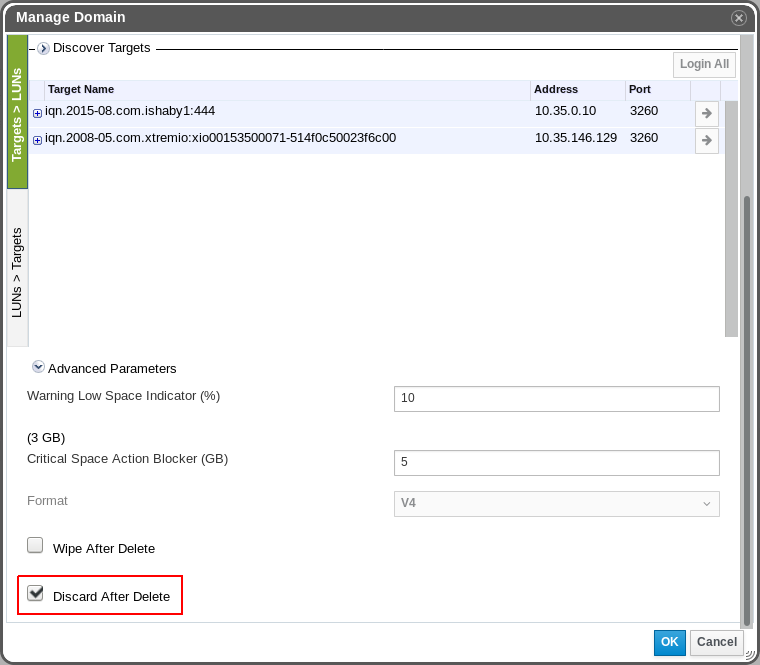 Manage Domain
Targets > LUNs
LUNs > Targets
Discover Targets
Login All
Target Name Address Port
iqn.2015-08.com.ishaby1:444 10.35.0.10 3260
iqn.2008-05.com.xtremio:xio00153500071-514f0c50023f6c00 10.35.146.129 3260
Advanced Parameters
Warning Low Space Indicator (%) 10
(3 GB)
Critical Space Action Blocker (GB) 5
Format V4
Wipe After Delete
Discard After Delete
OK Cancel